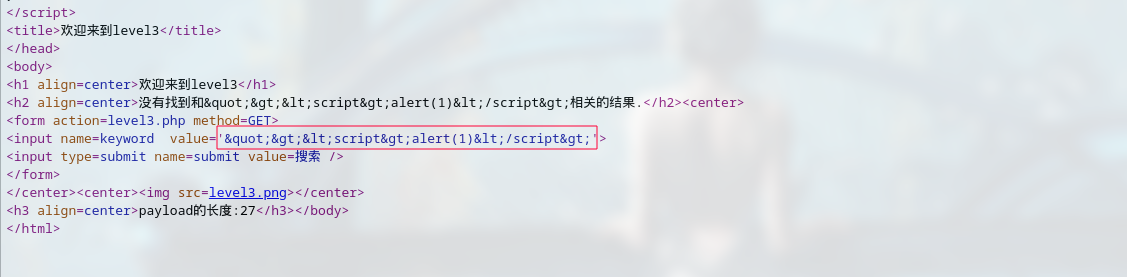 </script>
<title>欢迎来到level3</title>
</head>
<body>
<h1 align=center>欢迎来到level3</h1>
<h2 align=center>没有找到和&quot;&gt;&lt;script&gt;alert(1)&lt;/script&gt;相关的结果.</h2><center>
<form action=level3.php method=GET>
<input name=keyword  value='&quot;&gt;&lt;script&gt;alert(1)&lt;/script&gt;'>
<input type=submit name=submit value=搜索 />
</form>
</center><center><img src=level3.png></center>
<h3 align=center>payload的长度:27</h3></body>
</html>